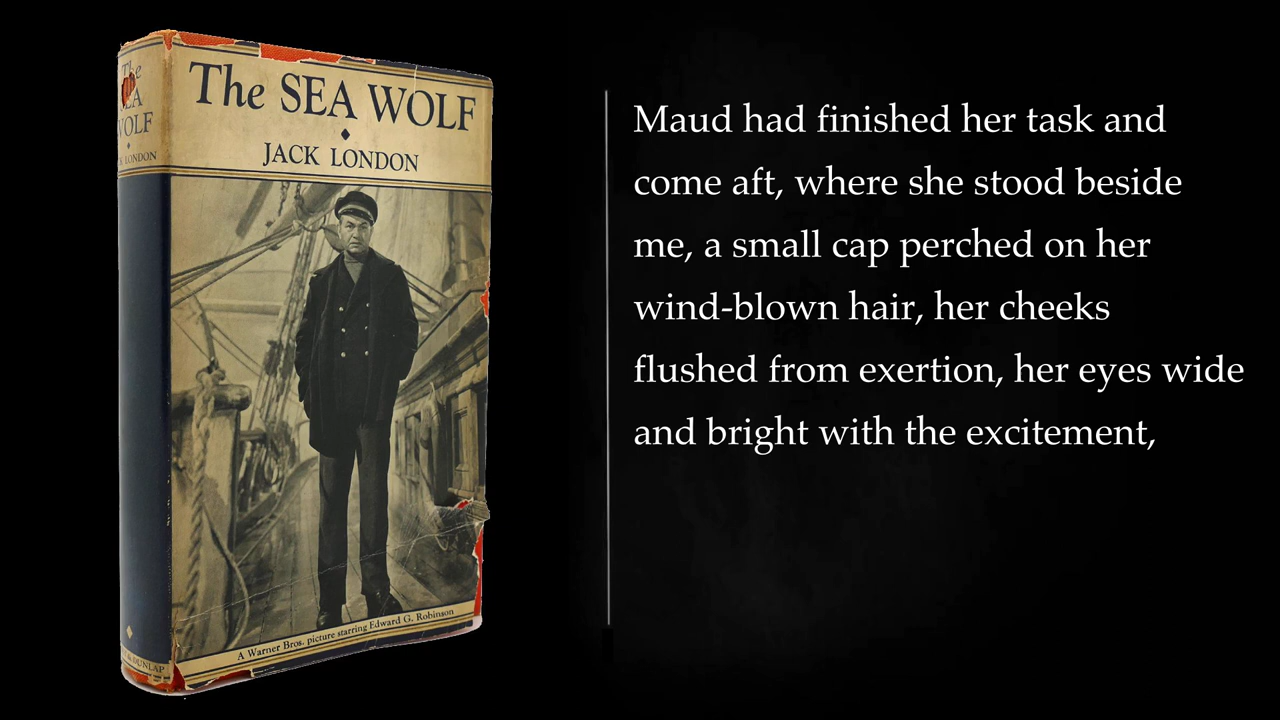 The SEA WOLF
JACK LONDON
A Warner Bros. picture starring Edward G. Robinson
The
SEA
WOLF
LONDON
DUNLAP
Maud had finished her task and
come aft, where she stood beside
me, a small cap perched on her
wind-blown hair, her cheeks
flushed from exertion, her eyes wide
and bright with the excitement,